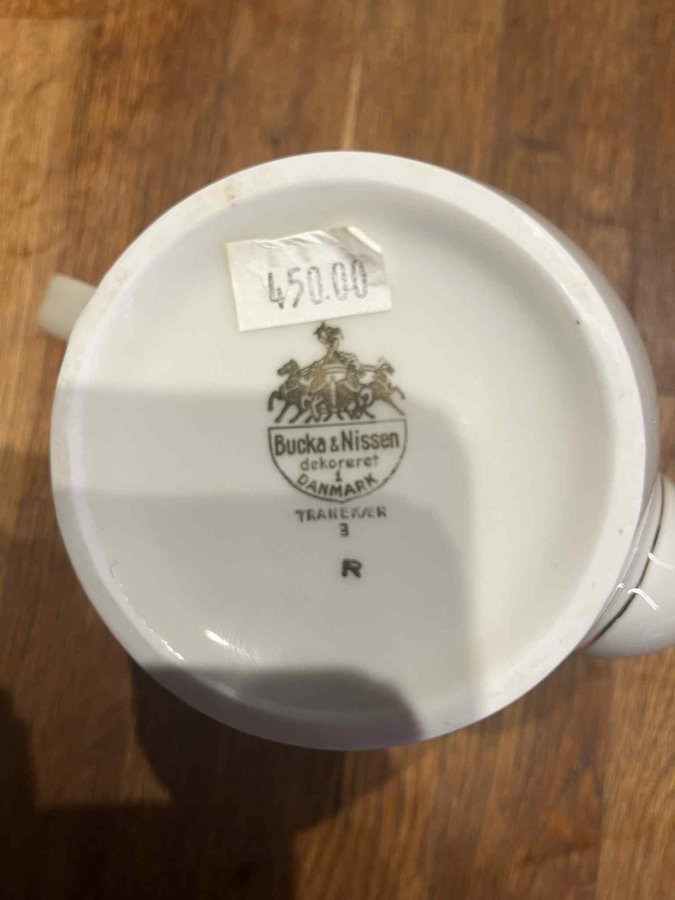 450.00
Bucka & Nissen
dekoreret
i
DANMARK
TRANEKÆR
3
R